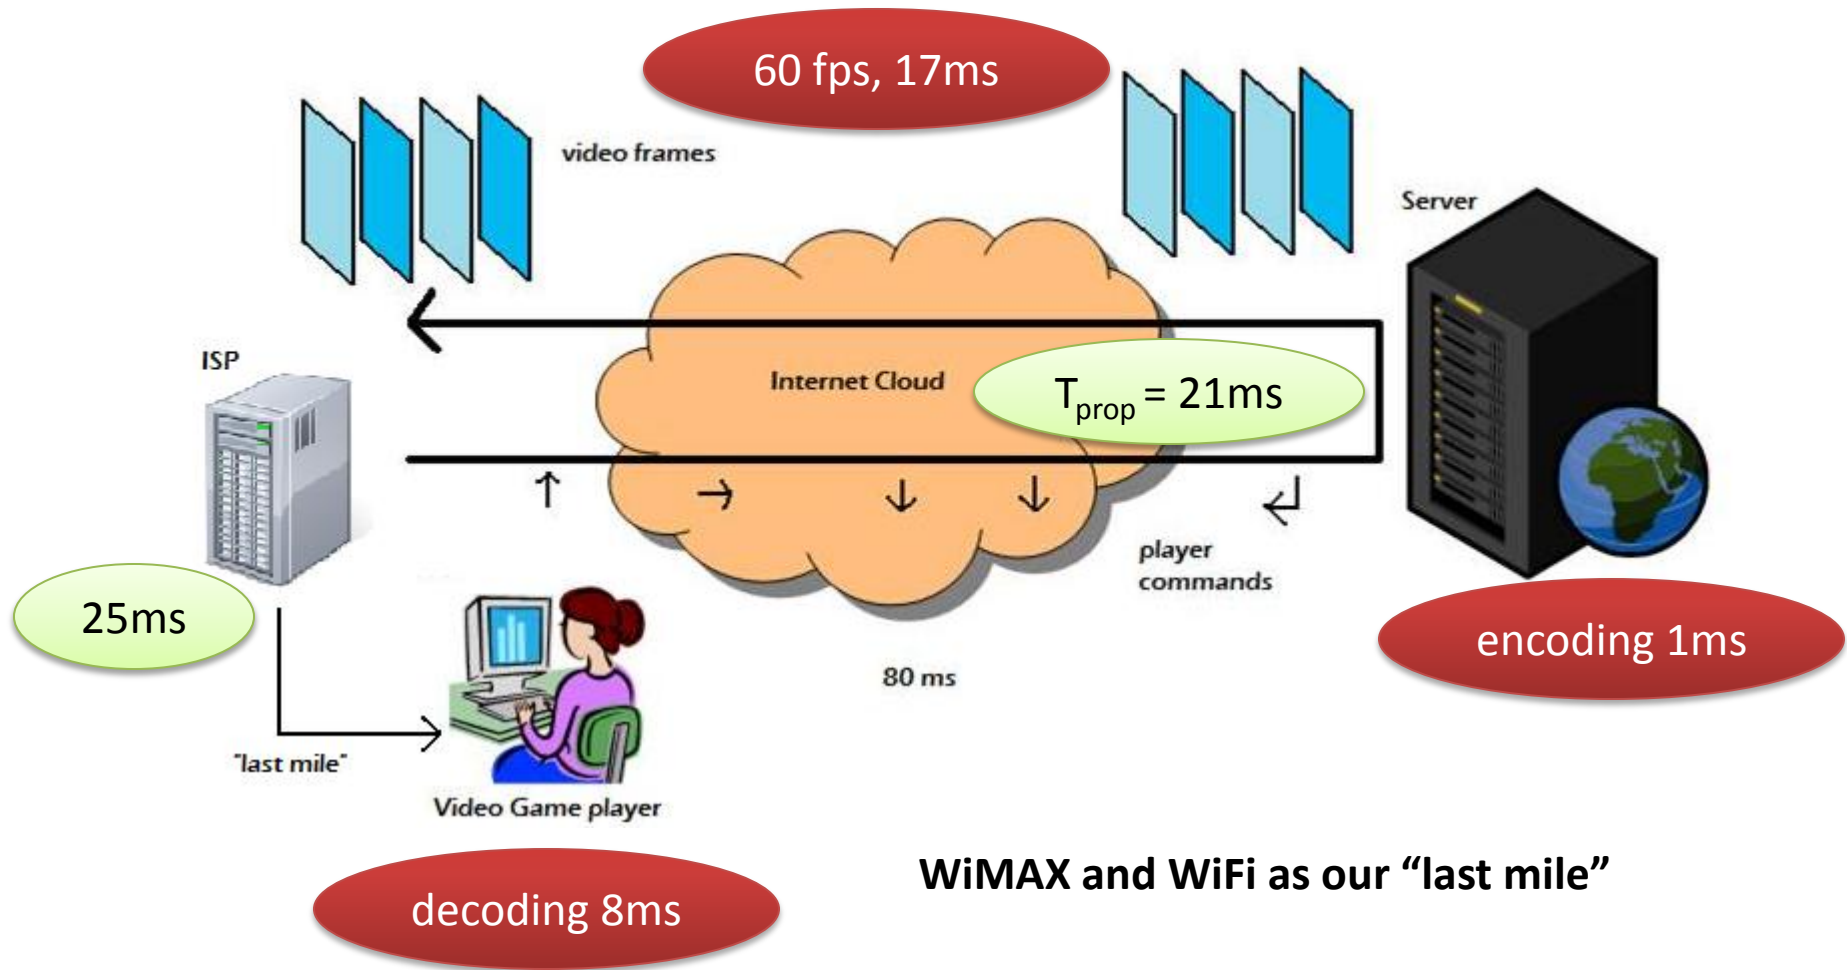 60 fps, 17ms
video frames
Server
ISP
Internet Cloud
T_prop = 21ms
player
commands
25ms
encoding 1ms
80 ms
"last mile"
Video Game player
WiMAX and WiFi as our “last mile”
decoding 8ms